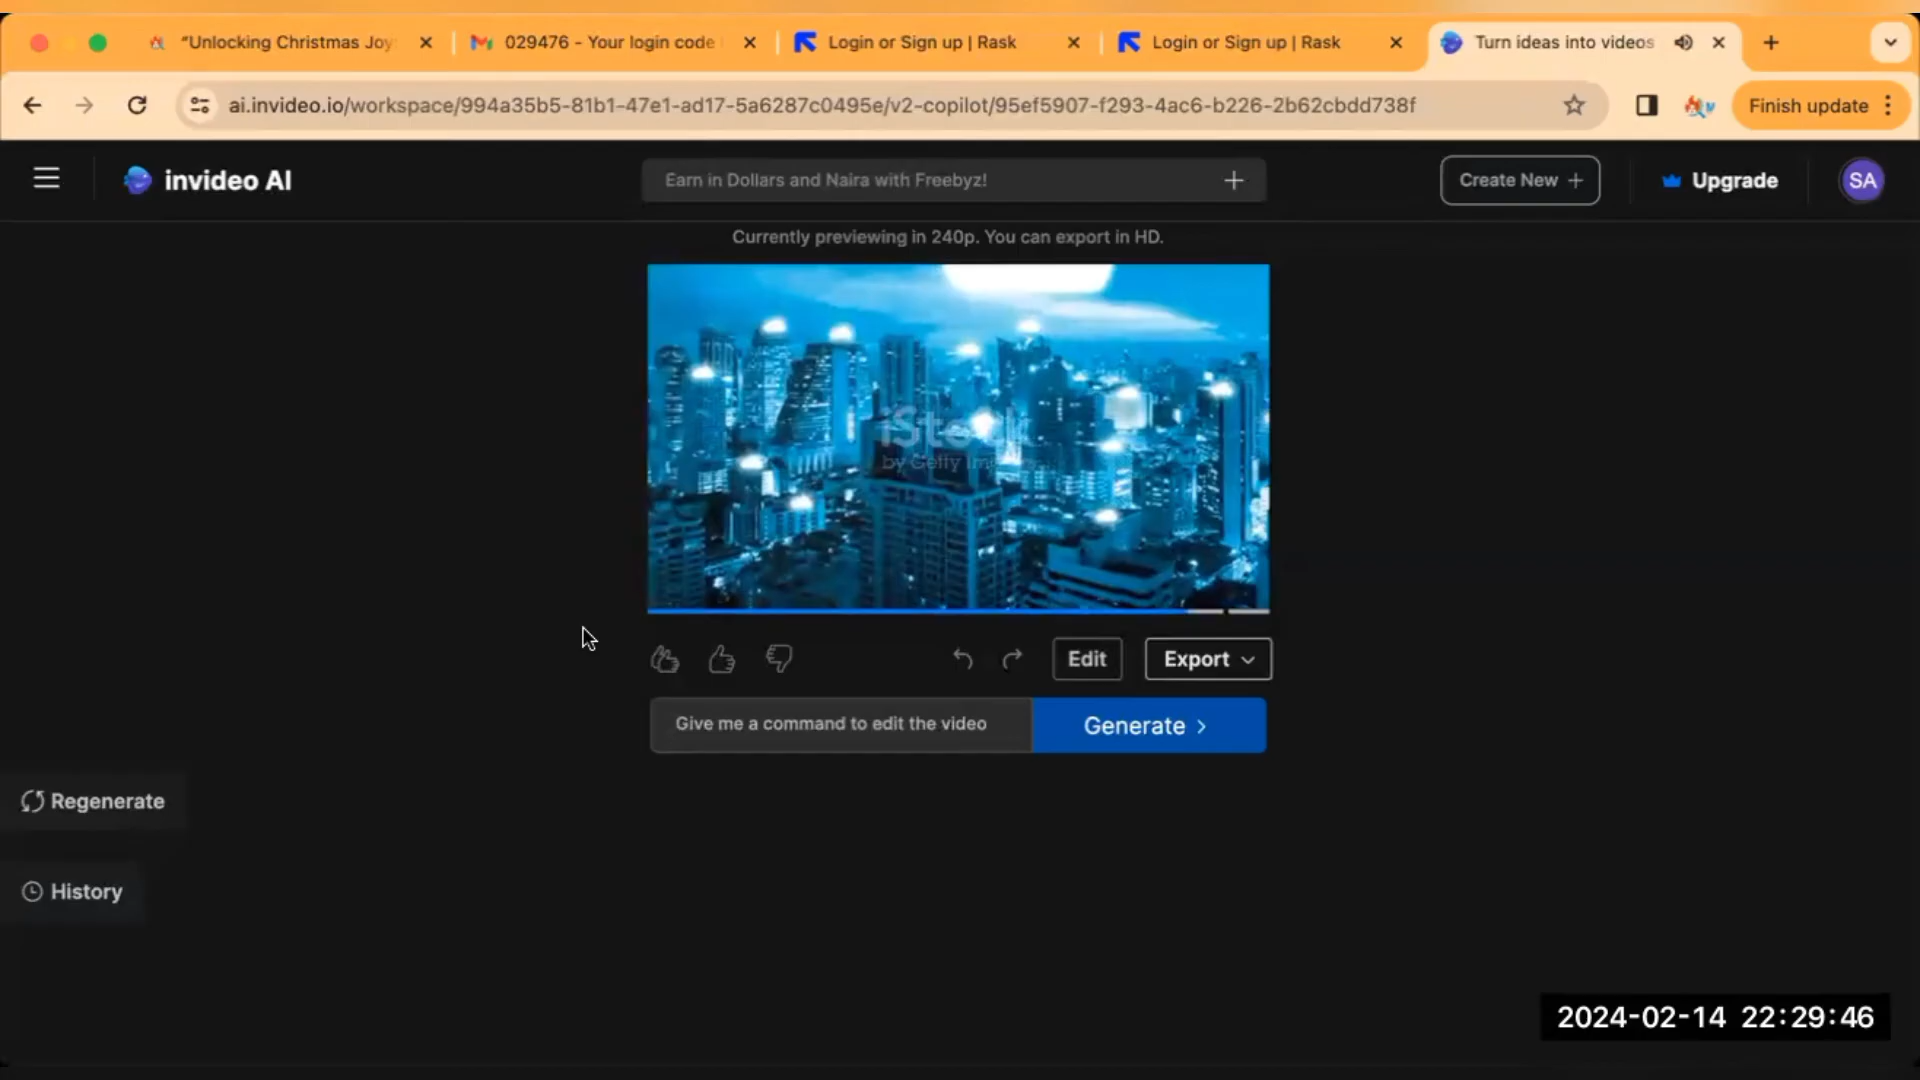 "Unlocking Christmas Joy
029476 - Your login code
Login or Sign up | Rask
Login or Sign up | Rask
Turn ideas into videos
ai.invideo.io/workspace/994a35b5-81b1-47e1-ad17-5a6287c0495e/v2-copilot/95ef5907-f293-4ac6-b226-2b62cbdd738f
Finish update
invideo AI
Earn in Dollars and Naira with Freebyz!
Create New +
Upgrade
SA
Currently previewing in 240p. You can export in HD.
iStock
by Getty Im
Edit
Export
Give me a command to edit the video
Generate >
Regenerate
History
2024-02-14 22:29:46